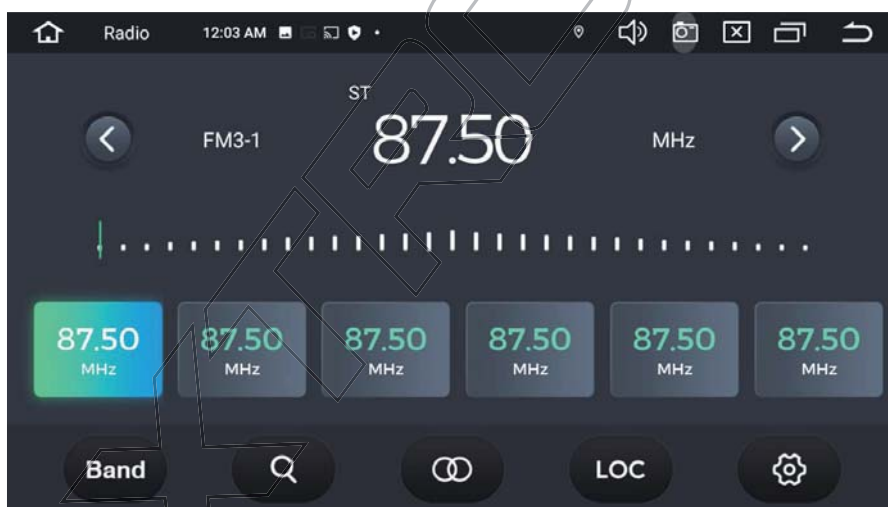 Radio 12:03 AM
ST
FM3-1 87.50 MHz
87.50 87.50 87.50 87.50 87.50 87.50
MHz MHz MHz MHz MHz MHz
Band LOC